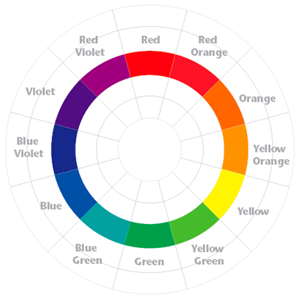 Red
Red
Orange
Orange
Yellow
Orange
Yellow
Yellow
Green
Green
Blue
Green
Blue
Blue
Violet
Violet
Red
Violet